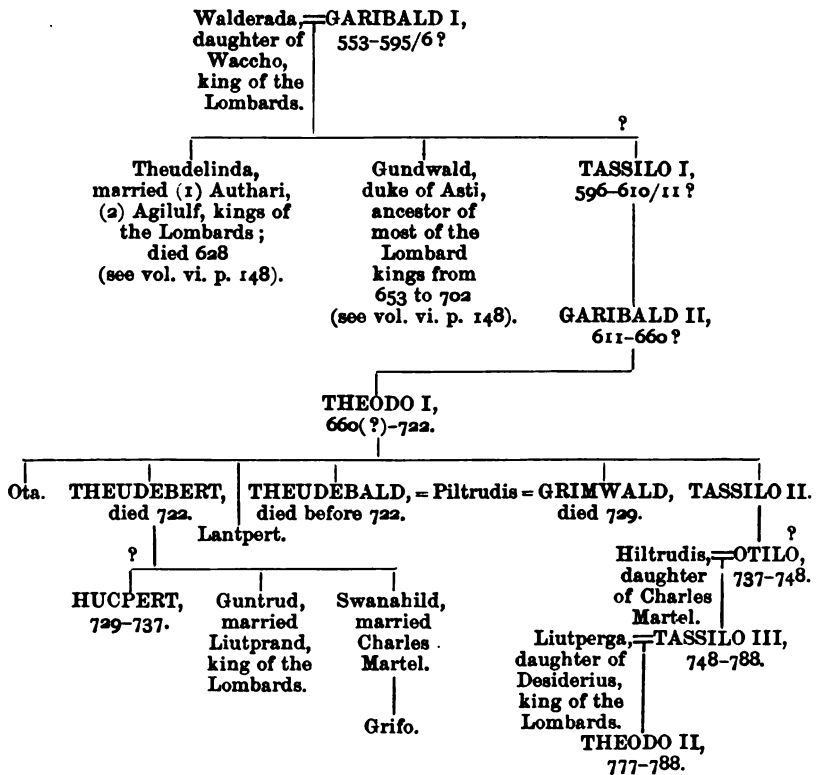 Walderada,=GARIBALD I,
daughter of 553–595/6?
Waccho,
king of the
Lombards.
?
Theudelinda,
married (1) Authari,
(2) Agilulf, kings of
the Lombards;
died 628
(see vol. vi. p. 148).
Gundwald,
duke of Asti,
ancestor of
most of the
Lombard
kings from
653 to 702
(see vol. vi. p. 148).
TASSILO I,
596–610/11?
GARIBALD II,
611–660?
THEODO I,
660(?)–722.
Ota. THEUDEBERT, THEUDEBALD, = Piltrudis = GRIMWALD, TASSILO II.
died 722. died before 722. died 729.
Lantpert.
?
HUCPERT,
729–737.
Guntrud,
married
Liutprand,
king of the
Lombards.
Swanahild,
married
Charles
Martel.
Grifo.
?
Hiltrudis,=OTILO,
daughter 737–748.
of Charles
Martel.
Liutperga,=TASSILO III,
daughter of 748–788.
Desiderius,
king of the
Lombards.
THEODO II,
777–788.